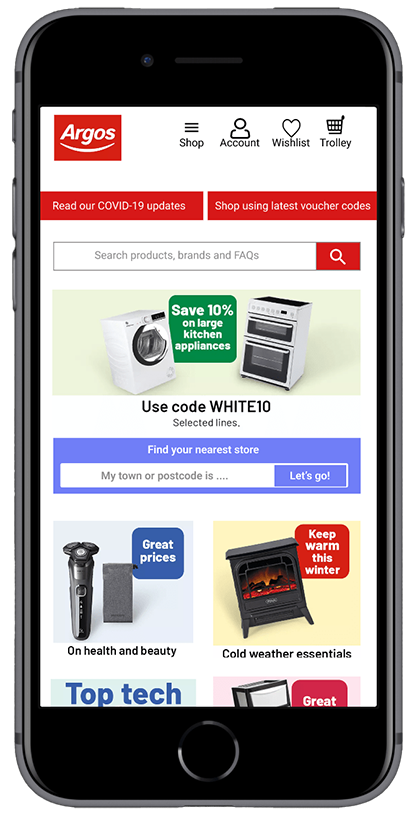 Argos
Shop Account Wishlist Trolley
Read our COVID-19 updates
Shop using latest voucher codes
Search products, brands and FAQs
Save 10%
on large
kitchen
appliances
Use code WHITE10
Selected lines.
Find your nearest store
My town or postcode is ....
Let's go!
Great
prices
On health and beauty
Keep
warm
this
winter
Cold weather essentials
Top tech
Great